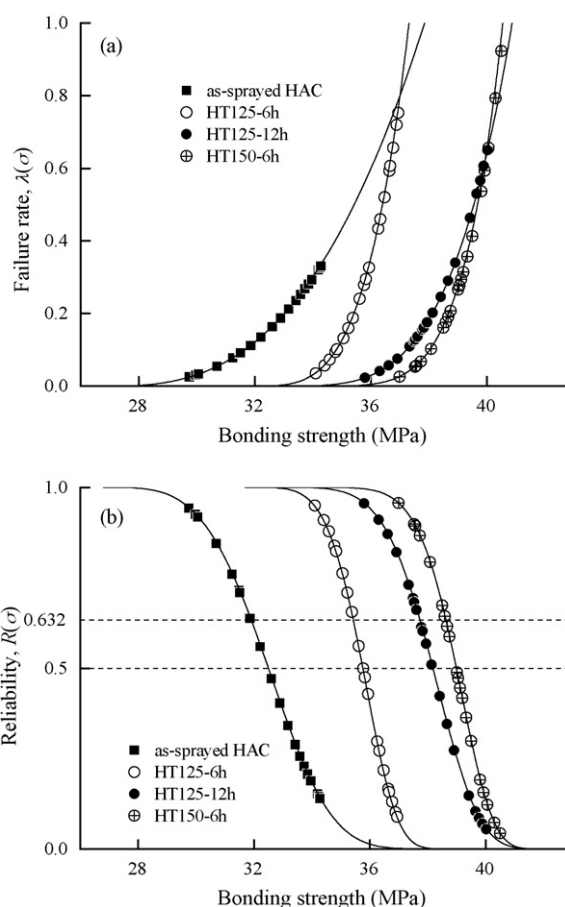 1.0
(a)
as-sprayed HAC
HT125-6h
HT125-12h
HT150-6h
0.8
0.6
0.4
0.2
0.0
Failure rate, λ(σ)
28 32 36 40
Bonding strength (MPa)
1.0
(b)
0.632
0.5
Reliability, R(σ)
as-sprayed HAC
HT125-6h
HT125-12h
HT150-6h
0.0
28 32 36 40
Bonding strength (MPa)